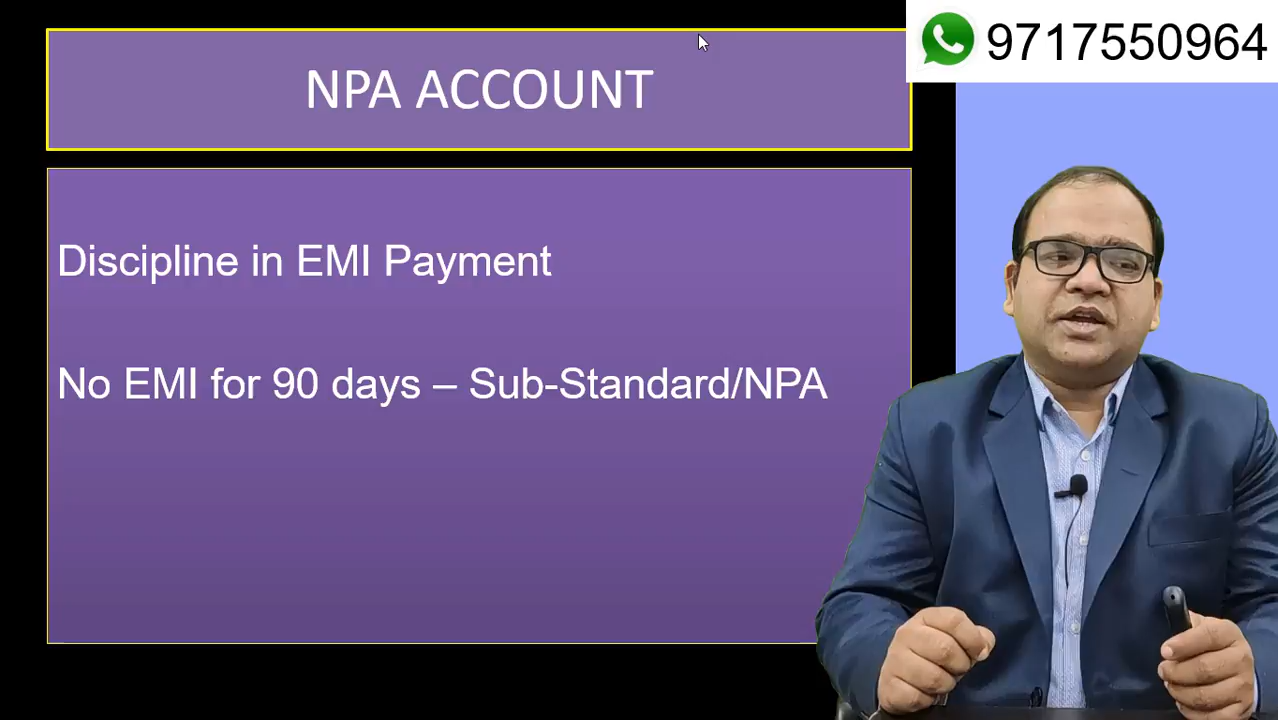 9717550964
NPA ACCOUNT
Discipline in EMI Payment
No EMI for 90 days – Sub-Standard/NPA